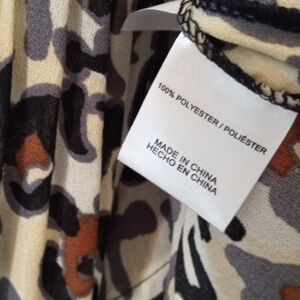 100% POLYESTER / POLIÉSTER
MADE IN CHINA
HECHO EN CHINA